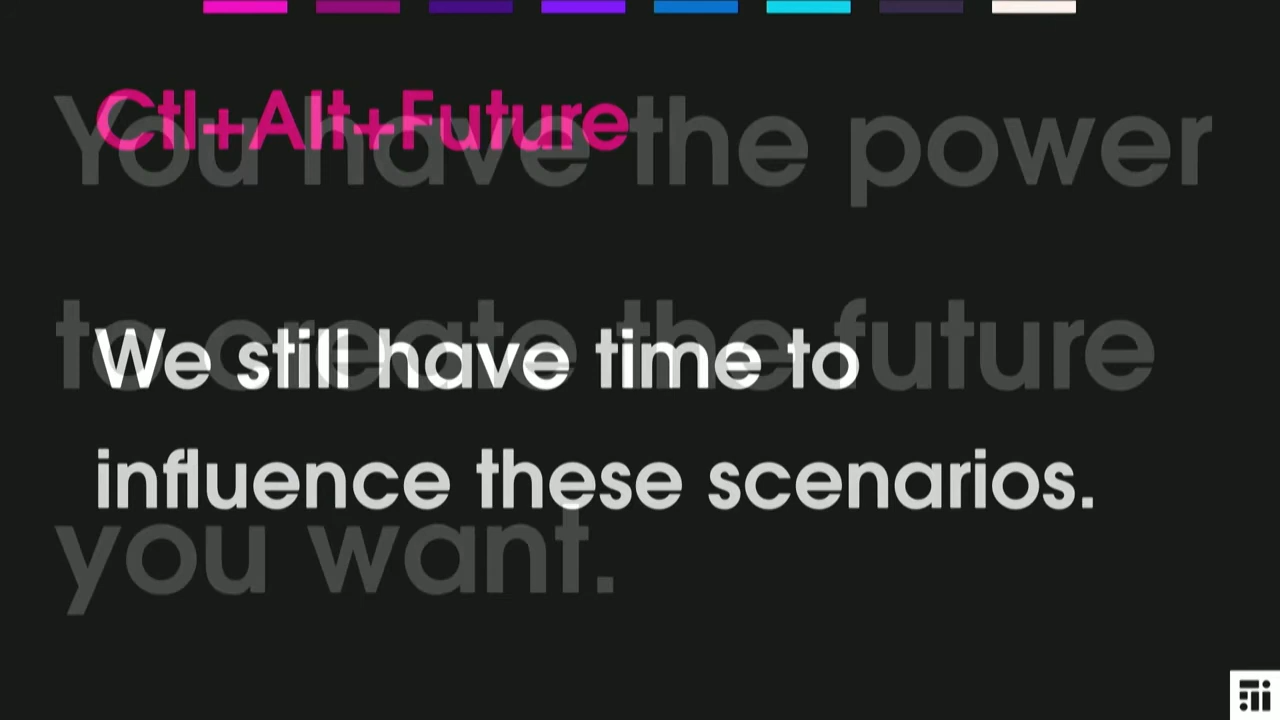 Ctl+Alt+Future
We still have time to
influence these scenarios.
You have the power
to create the future
you want.